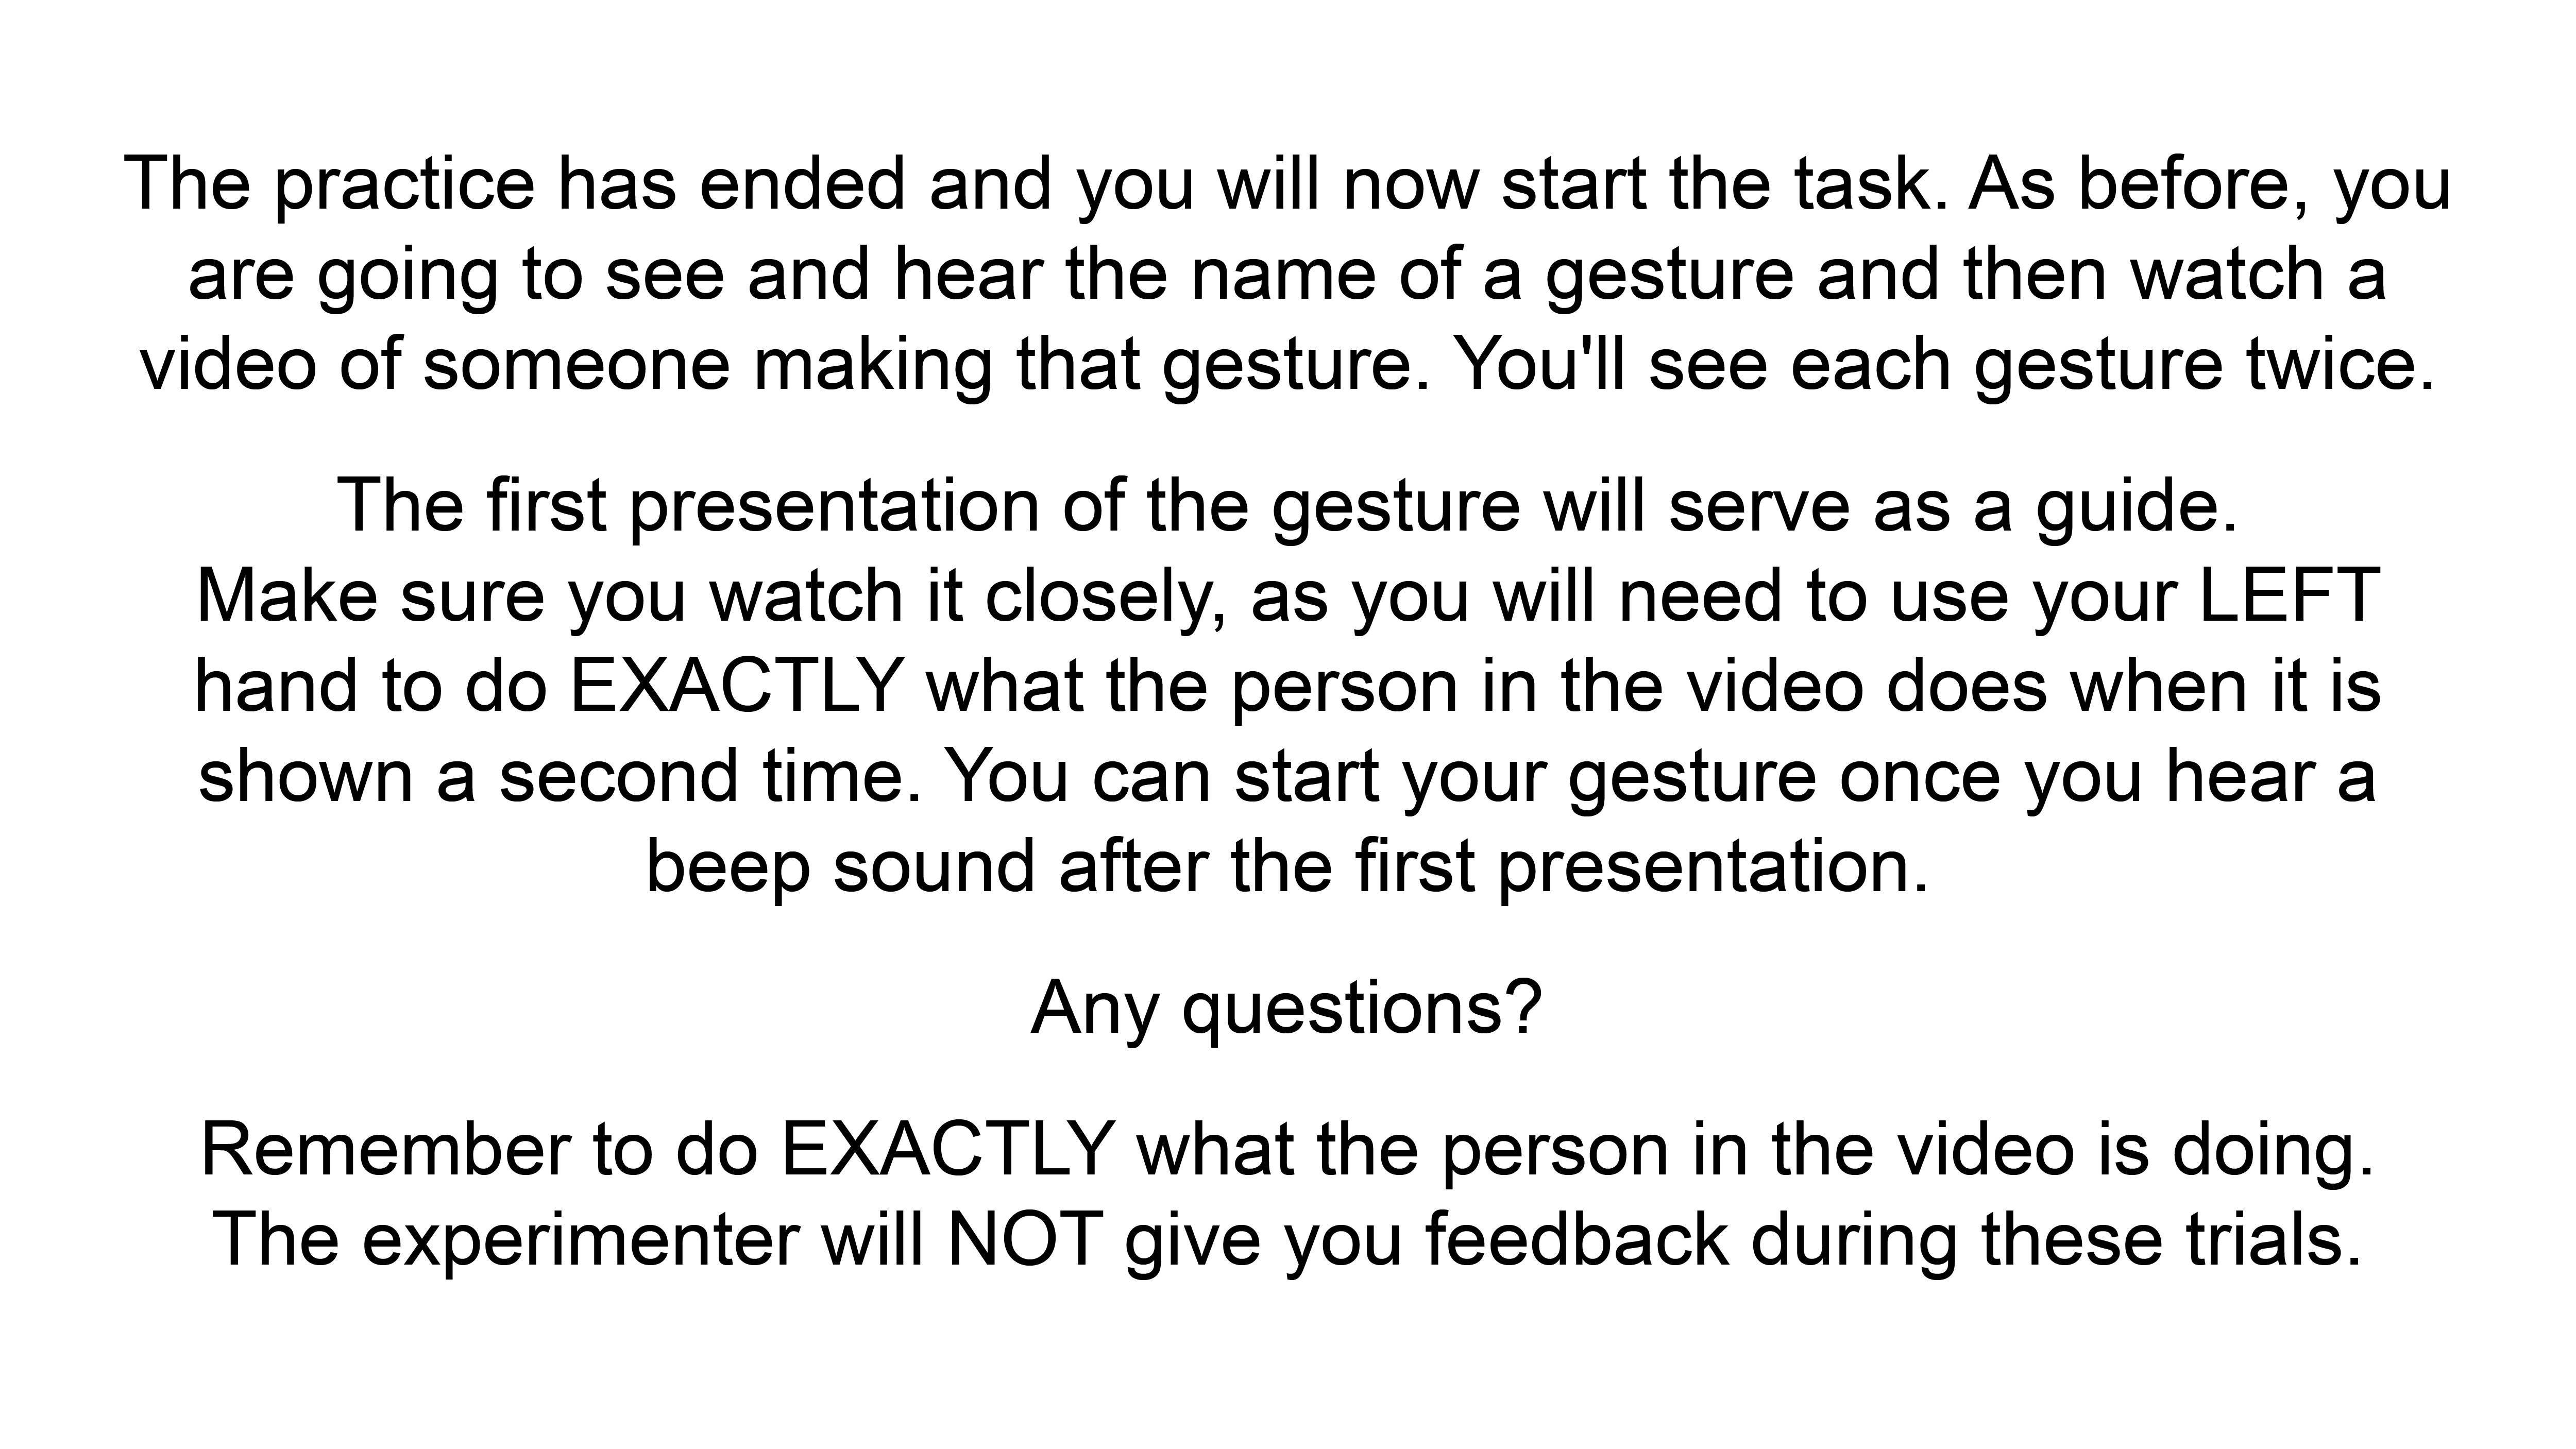 The practice has ended and you will now start the task. As before, you
are going to see and hear the name of a gesture and then watch a
video of someone making that gesture. You'll see each gesture twice.
The first presentation of the gesture will serve as a guide.
Make sure you watch it closely, as you will need to use your LEFT
hand to do EXACTLY what the person in the video does when it is
shown a second time. You can start your gesture once you hear a
beep sound after the first presentation.
Any questions?
Remember to do EXACTLY what the person in the video is doing.
The experimenter will NOT give you feedback during these trials.